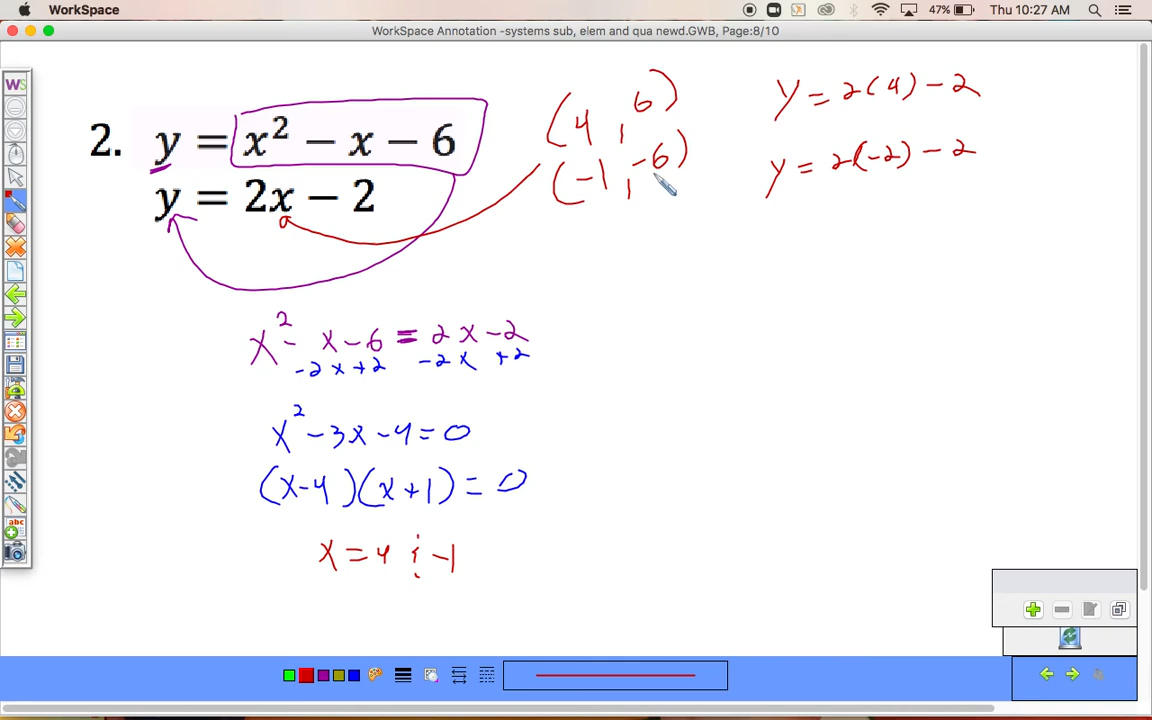 WorkSpace
47%
Thu 10:27 AM
WorkSpace Annotation -systems sub, elem and qua newd.GWB, Page:8/10
WS
2. y = x² − x − 6
y = 2x − 2
(4, 6)
(-1, -6)
y = 2(4) - 2
y = 2(-2) - 2
x² - x - 6 = 2x - 2
-2x + 2 -2x + 2
x² - 3x - 4 = 0
(x - 4)(x + 1) = 0
x = 4 ; -1
abc